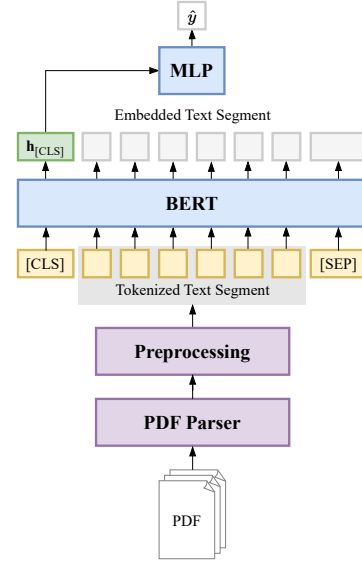 ŷ
MLP
Embedded Text Segment
h[CLS]
BERT
[CLS]
[SEP]
Tokenized Text Segment
Preprocessing
PDF Parser
PDF